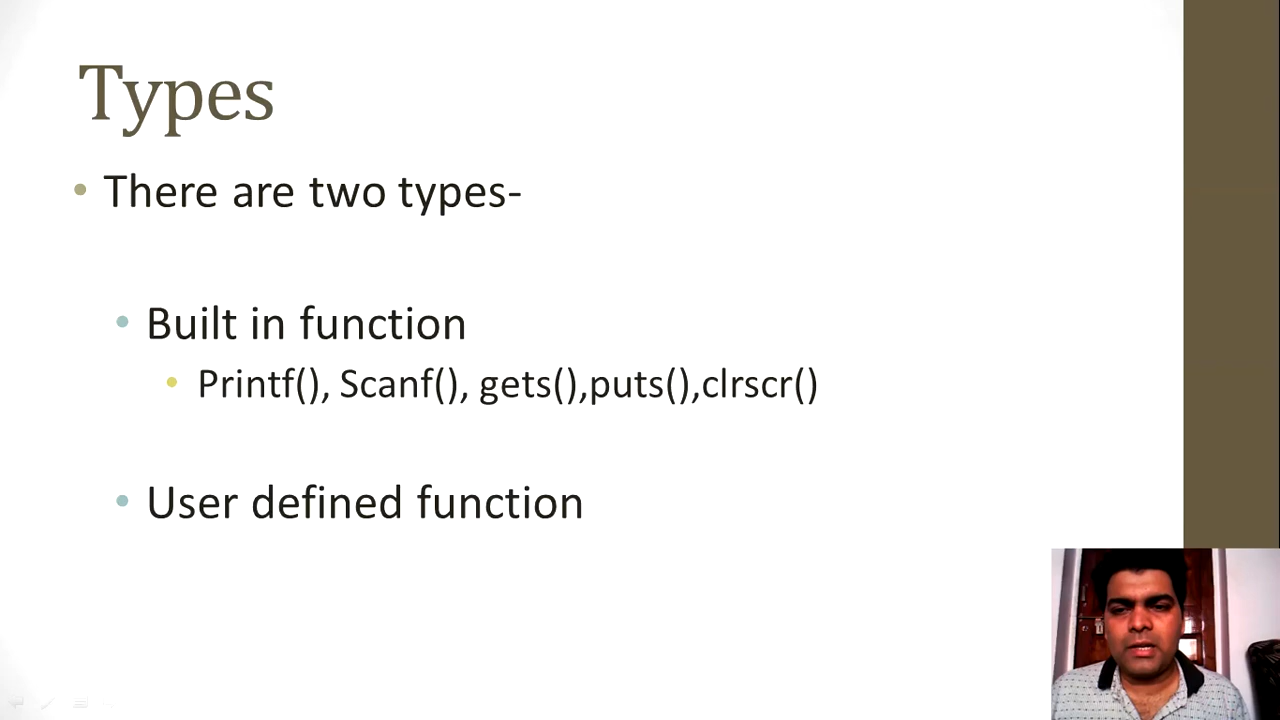 Types
• There are two types-
• Built in function
• Printf(), Scanf(), gets(),puts(),clrscr()
• User defined function